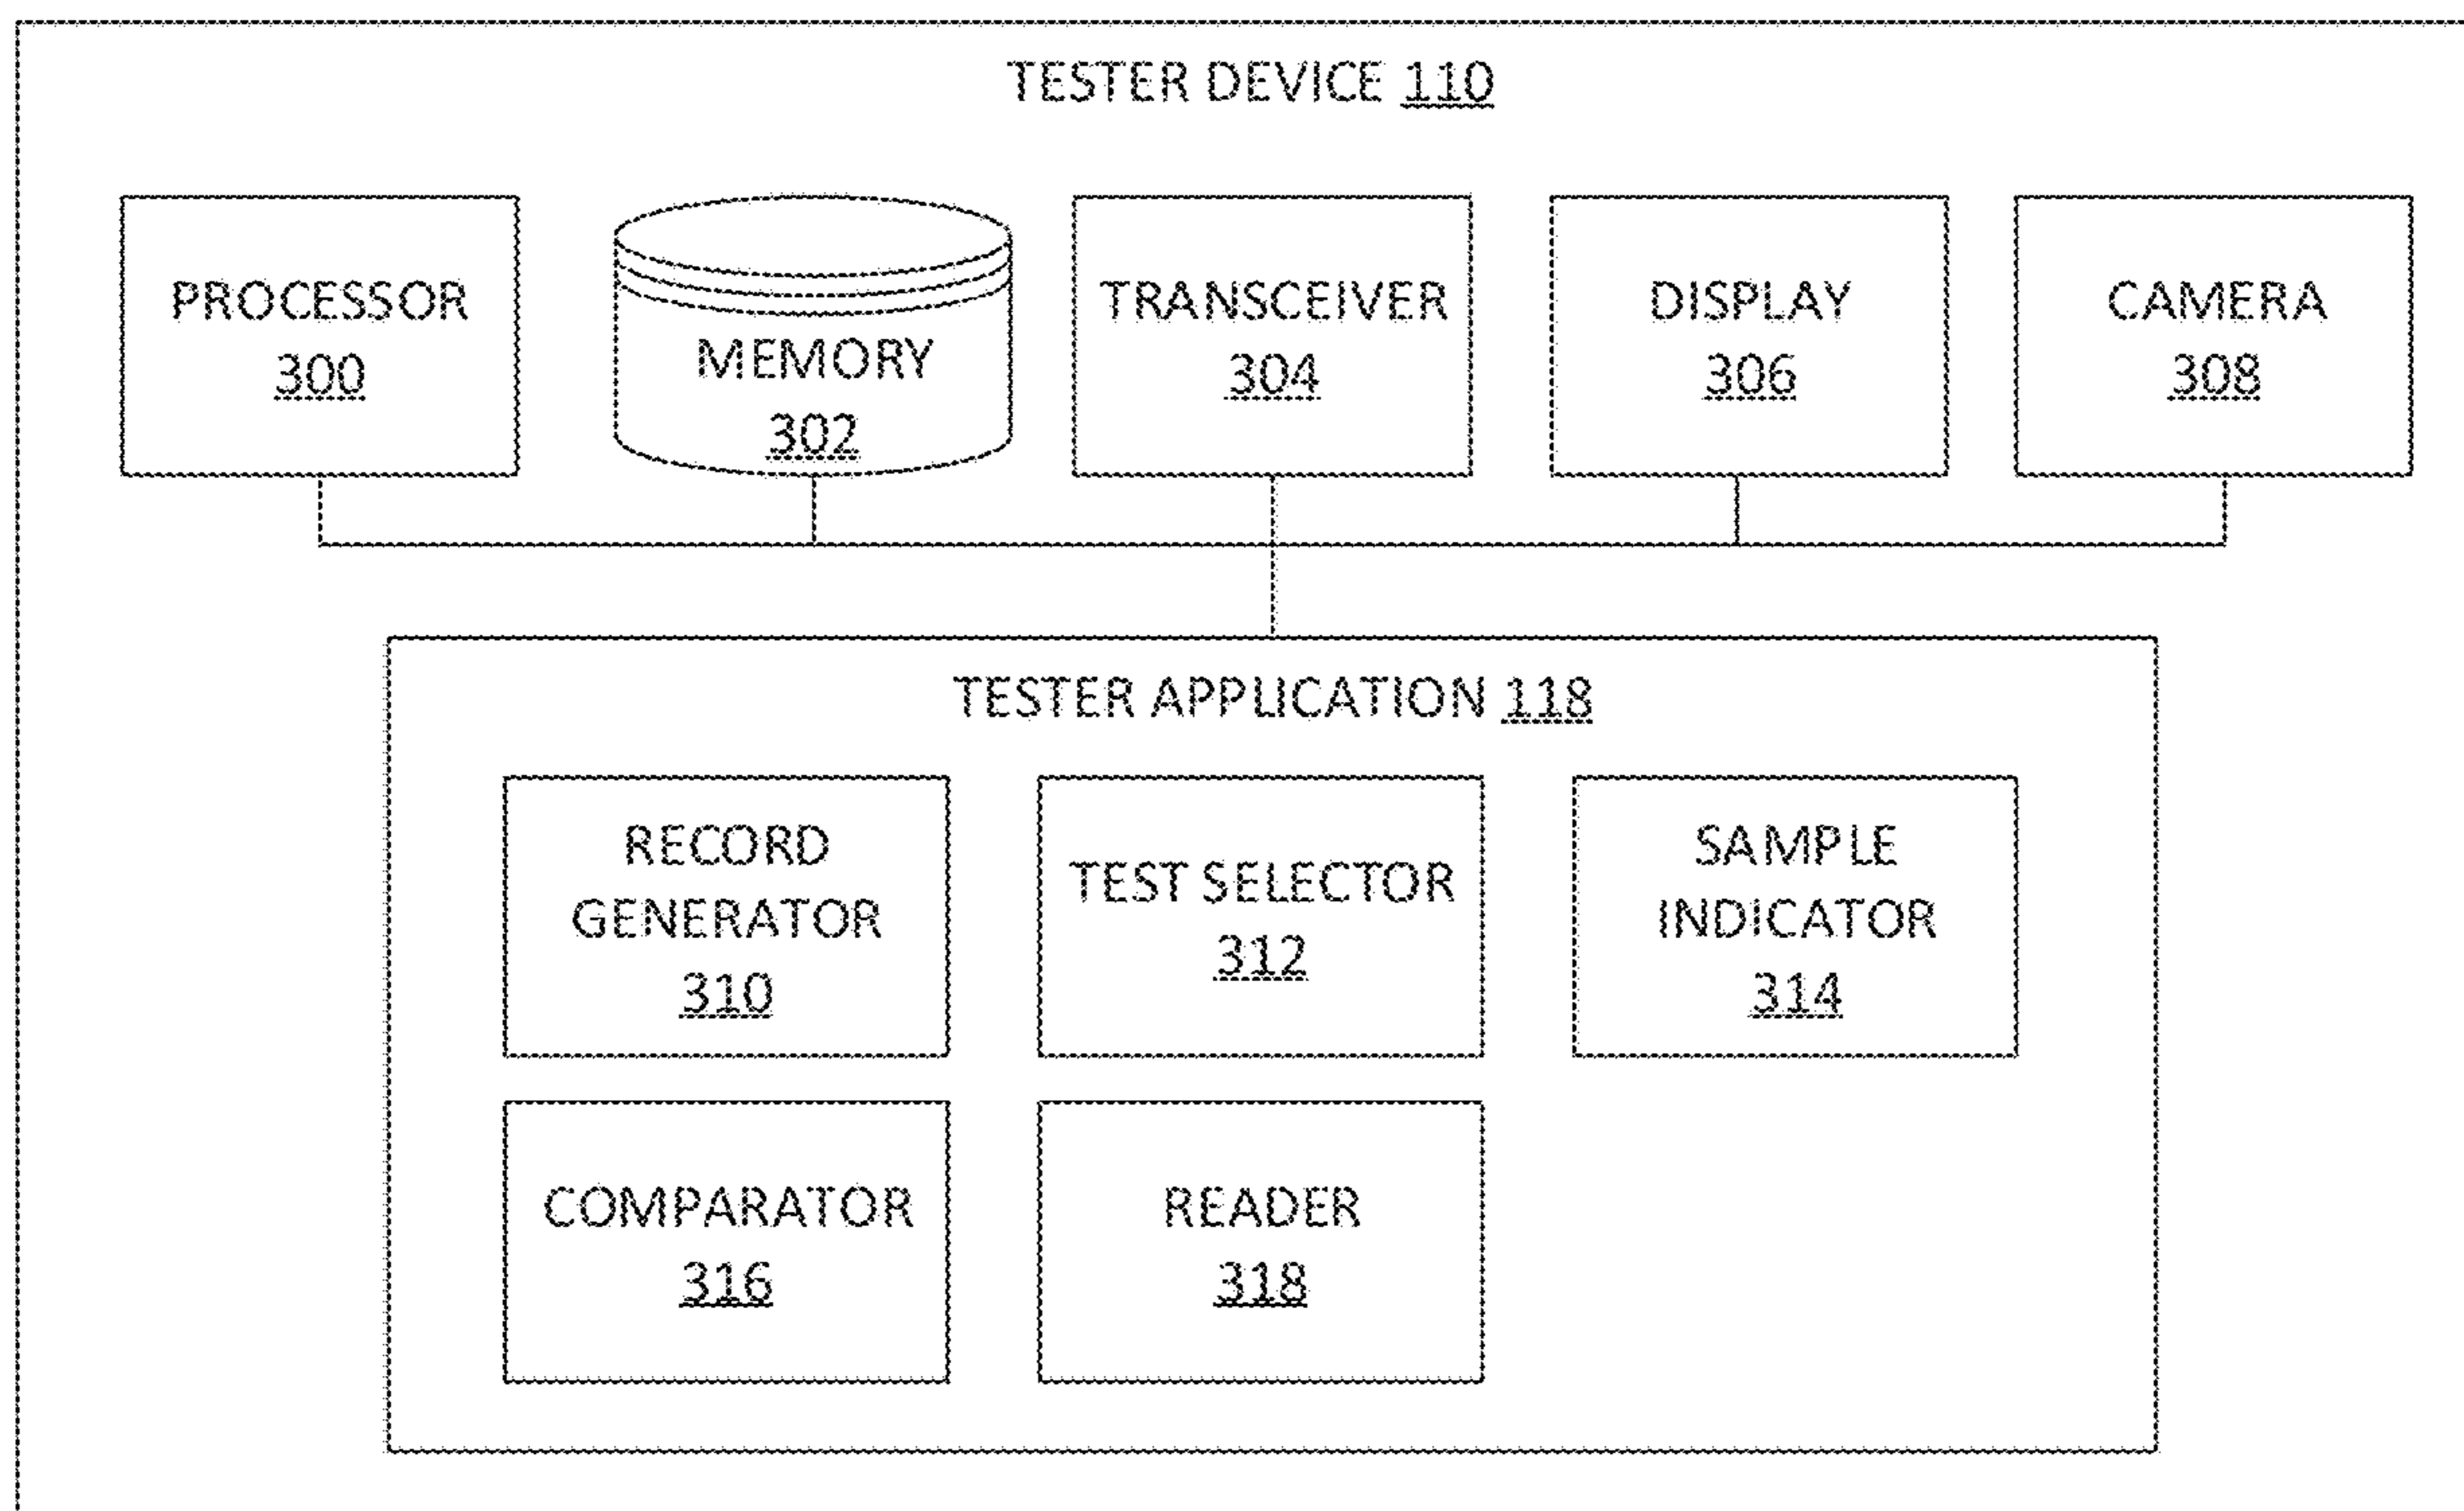 TESTER DEVICE 110
PROCESSOR
300
MEMORY
302
TRANSCEIVER
304
DISPLAY
306
CAMERA
308
TESTER APPLICATION 118
RECORD
GENERATOR
310
TEST SELECTOR
312
SAMPLE
INDICATOR
314
COMPARATOR
316
READER
318